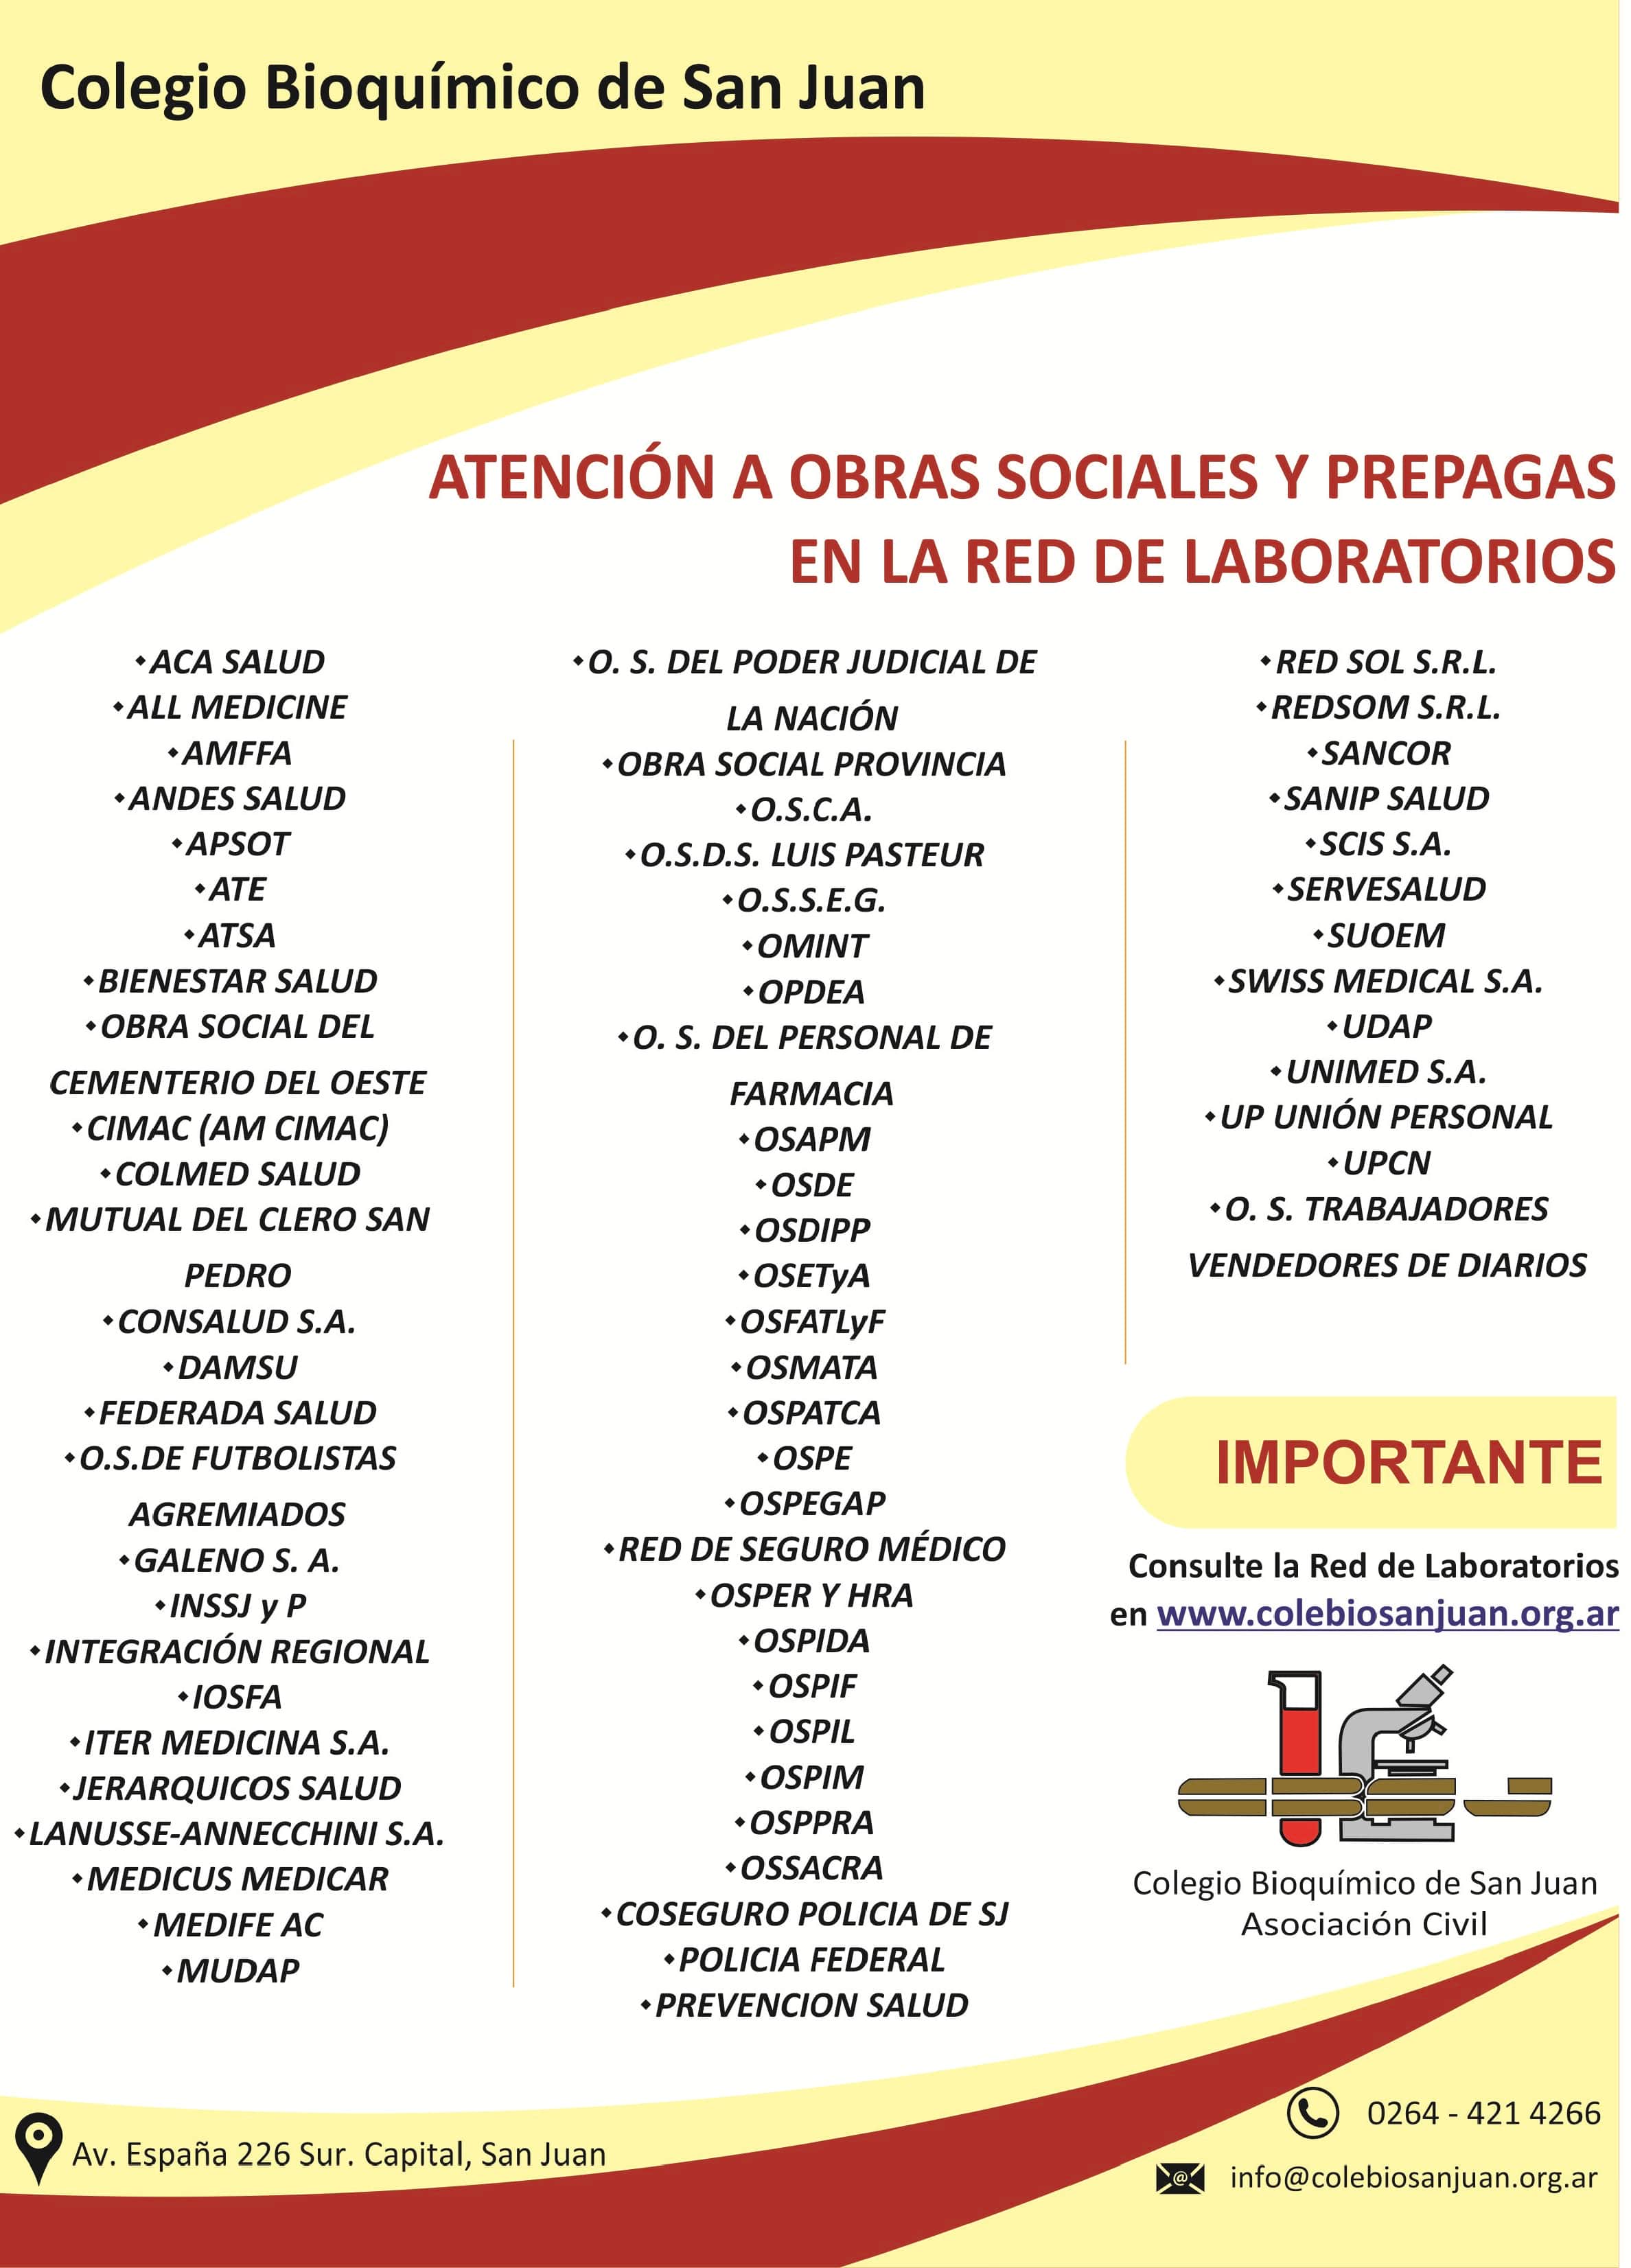 Colegio Bioquímico de San Juan
ATENCIÓN A OBRAS SOCIALES Y PREPAGAS
EN LA RED DE LABORATORIOS
ACA SALUD
ALL MEDICINE
AMFFA
ANDES SALUD
APSOT
ATE
ATSA
BIENESTAR SALUD
OBRA SOCIAL DEL
CEMENTERIO DEL OESTE
CIMAC (AM CIMAC)
COLMED SALUD
MUTUAL DEL CLERO SAN
PEDRO
CONSALUD S.A.
DAMSU
FEDERADA SALUD
O.S.DE FUTBOLISTAS
AGREMIADOS
GALENO S. A.
INSSJ y P
INTEGRACIÓN REGIONAL
IOSFA
ITER MEDICINA S.A.
JERARQUICOS SALUD
LANUSSE-ANNECCHINI S.A.
MEDICUS MEDICAR
MEDIFE AC
MUDAP
O. S. DEL PODER JUDICIAL DE
LA NACIÓN
OBRA SOCIAL PROVINCIA
O.S.C.A.
O.S.D.S. LUIS PASTEUR
O.S.S.E.G.
OMINT
OPDEA
O. S. DEL PERSONAL DE
FARMACIA
OSAPM
OSDE
OSDIPP
OSETyA
OSFATLyF
OSMATA
OSPATCA
OSPE
OSPEGAP
RED DE SEGURO MÉDICO
OSPER Y HRA
OSPIDA
OSPIF
OSPIL
OSPIM
OSPPRA
OSSACRA
COSEGURO POLICIA DE SJ
POLICIA FEDERAL
PREVENCION SALUD
RED SOL S.R.L.
REDSOM S.R.L.
SANCOR
SANIP SALUD
SCIS S.A.
SERVESALUD
SUOEM
SWISS MEDICAL S.A.
UDAP
UNIMED S.A.
UP UNIÓN PERSONAL
UPCN
O. S. TRABAJADORES
VENDEDORES DE DIARIOS
IMPORTANTE
Consulte la Red de Laboratorios
en www.colebiosanjuan.org.ar
Colegio Bioquímico de San Juan
Asociación Civil
Av. España 226 Sur. Capital, San Juan
0264 - 421 4266
info@colebiosanjuan.org.ar